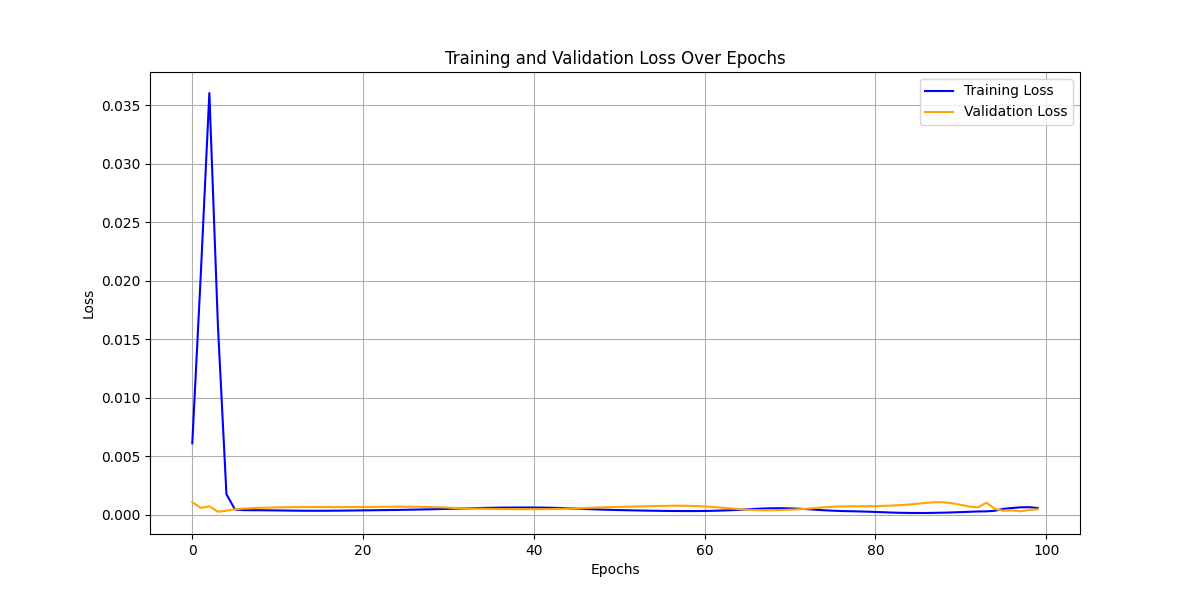 Training and Validation Loss Over Epochs
Training Loss
Validation Loss
0.035
0.030
0.025
0.020
0.015
0.010
0.005
0.000
Loss
0 20 40 60 80 100
Epochs